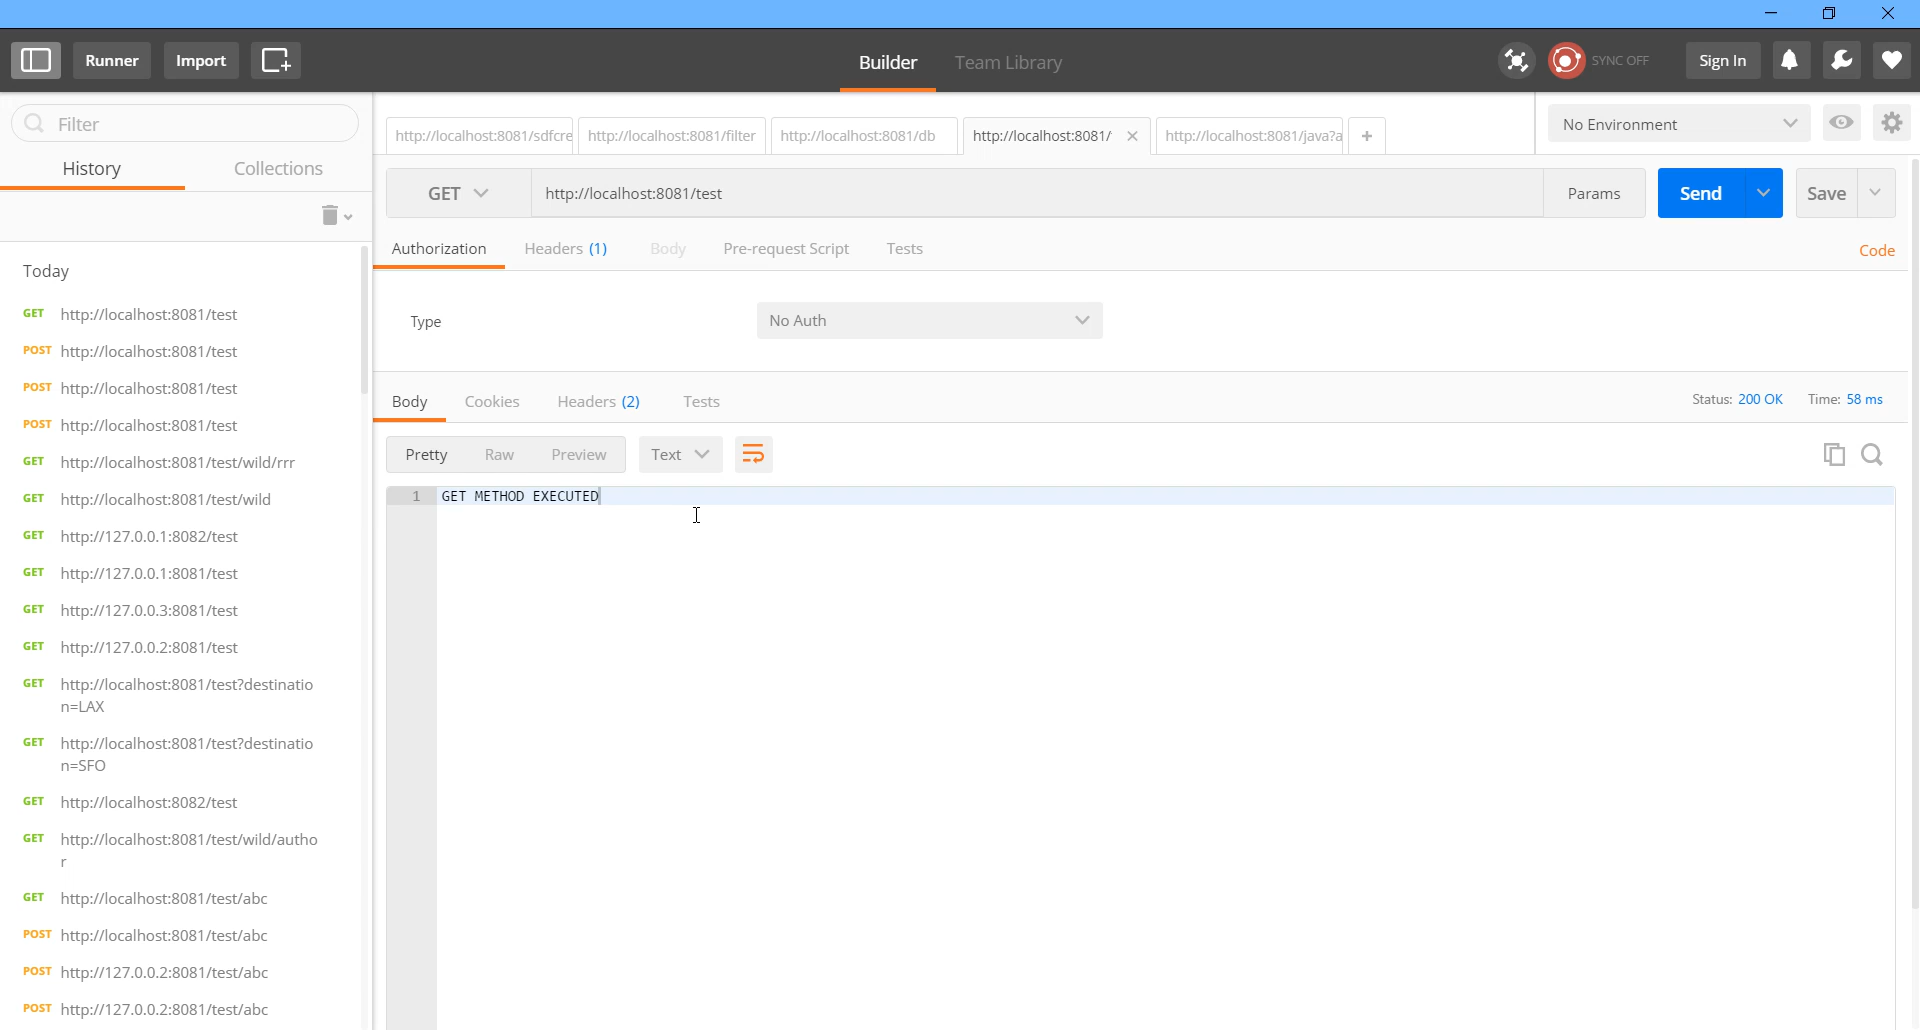 Runner
Import
Builder
Team Library
SYNC OFF
Sign In
Filter
History
Collections
Today
GET http://localhost:8081/test
POST http://localhost:8081/test
POST http://localhost:8081/test
POST http://localhost:8081/test
GET http://localhost:8081/test/wild/rrr
GET http://localhost:8081/test/wild
GET http://127.0.0.1:8082/test
GET http://127.0.0.1:8081/test
GET http://127.0.0.3:8081/test
GET http://127.0.0.2:8081/test
GET http://localhost:8081/test?destinatio
n=LAX
GET http://localhost:8081/test?destinatio
n=SFO
GET http://localhost:8082/test
GET http://localhost:8081/test/wild/autho
r
GET http://localhost:8081/test/abc
POST http://localhost:8081/test/abc
POST http://127.0.0.2:8081/test/abc
POST http://127.0.0.2:8081/test/abc
http://localhost:8081/sdfcre
http://localhost:8081/filter
http://localhost:8081/db
http://localhost:8081/
http://localhost:8081/java?a
No Environment
GET
http://localhost:8081/test
Params
Send
Save
Authorization
Headers (1)
Body
Pre-request Script
Tests
Code
Type
No Auth
Body
Cookies
Headers (2)
Tests
Status: 200 OK
Time: 58 ms
Pretty
Raw
Preview
Text
1 GET METHOD EXECUTED